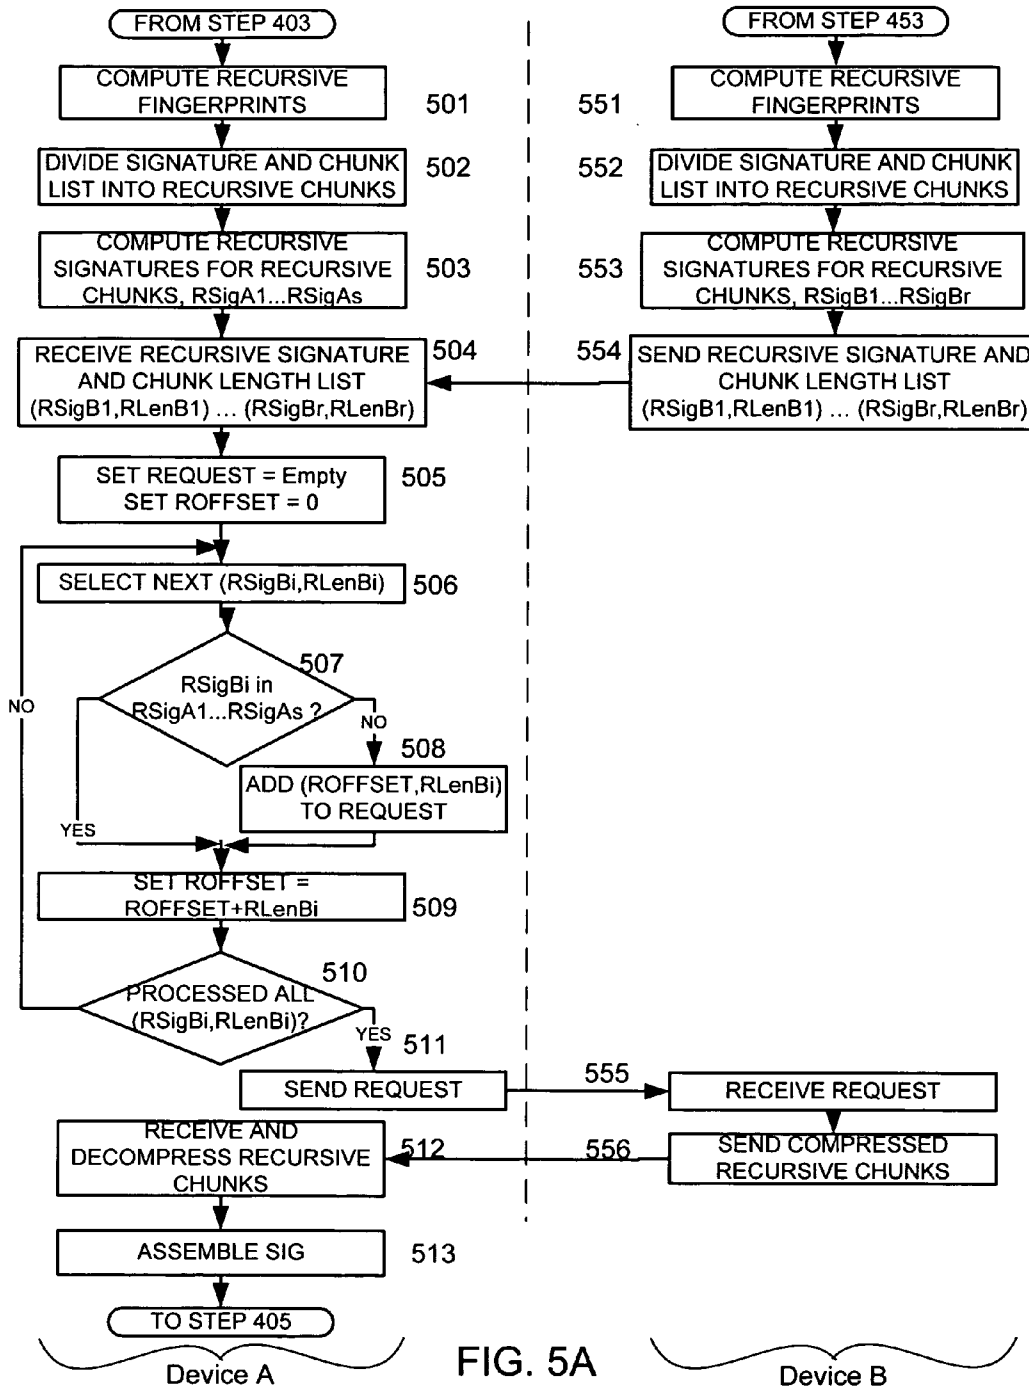 FROM STEP 403
COMPUTE RECURSIVE
FINGERPRINTS
501
DIVIDE SIGNATURE AND CHUNK
LIST INTO RECURSIVE CHUNKS
502
COMPUTE RECURSIVE
SIGNATURES FOR RECURSIVE
CHUNKS, RSigA1...RSigAs
503
RECEIVE RECURSIVE SIGNATURE
AND CHUNK LENGTH LIST
(RSigB1,RLenB1) ... (RSigBr,RLenBr)
504
SET REQUEST = Empty
SET ROFFSET = 0
505
SELECT NEXT (RSigBi,RLenBi)
506
507
RSigBi in
RSigA1...RSigAs ?
NO
NO
508
ADD (ROFFSET,RLenBi)
TO REQUEST
YES
SET ROFFSET =
ROFFSET+RLenBi
509
510
PROCESSED ALL
(RSigBi,RLenBi)?
YES
511
SEND REQUEST
RECEIVE AND
DECOMPRESS RECURSIVE
CHUNKS
512
ASSEMBLE SIG
513
TO STEP 405
Device A
FROM STEP 453
551
COMPUTE RECURSIVE
FINGERPRINTS
552
DIVIDE SIGNATURE AND CHUNK
LIST INTO RECURSIVE CHUNKS
553
COMPUTE RECURSIVE
SIGNATURES FOR RECURSIVE
CHUNKS, RSigB1...RSigBr
554
SEND RECURSIVE SIGNATURE AND
CHUNK LENGTH LIST
(RSigB1,RLenB1) ... (RSigBr,RLenBr)
555
RECEIVE REQUEST
556
SEND COMPRESSED
RECURSIVE CHUNKS
Device B
FIG. 5A